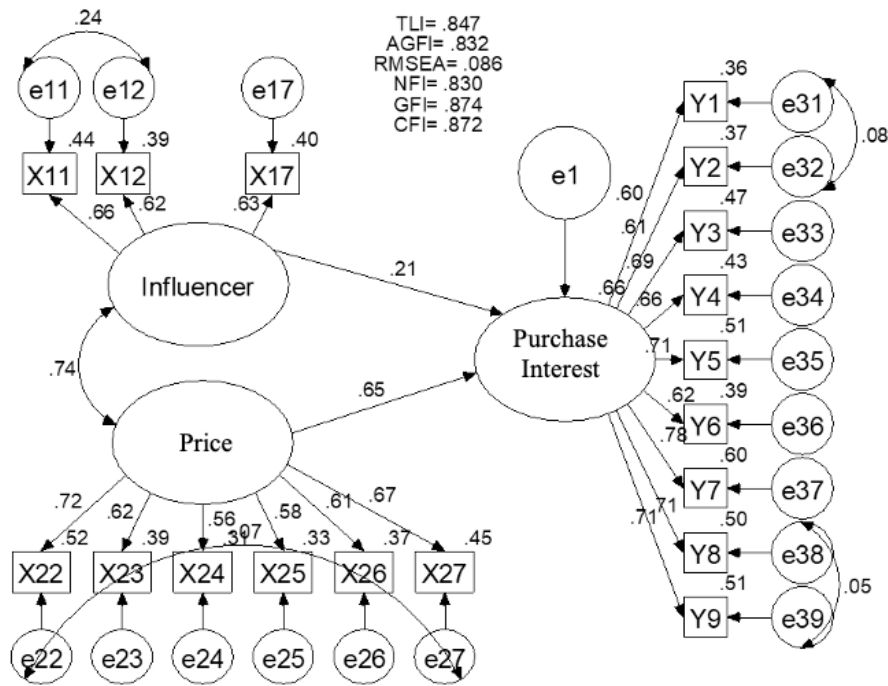 TLI= .847
AGFI= .832
RMSEA= .086
NFI= .830
GFI= .874
CFI= .872
.24
e11
e12
e17
.44
.39
.40
X11
X12
X17
.66
.62
.63
Influencer
.74
.21
.65
Price
.72
.62
.56
.58
.61
.67
.07
.52
.39
.31
.33
.37
.45
X22
X23
X24
X25
X26
X27
e22
e23
e24
e25
e26
e27
e1
Purchase
Interest
.60
.61
.69
.66
.66
.71
.62
.78
.71
.71
.36
Y1
e31
.37
Y2
e32
.08
.47
Y3
e33
.43
Y4
e34
.51
Y5
e35
.39
Y6
e36
.60
Y7
e37
.50
Y8
e38
.05
.51
Y9
e39